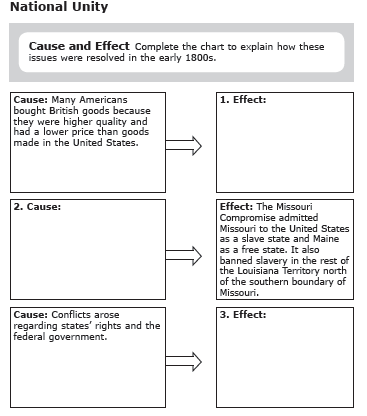 National Unity
Cause and Effect Complete the chart to explain how these
issues were resolved in the early 1800s.
Cause: Many Americans
bought British goods because
they were higher quality and
had a lower price than goods
made in the United States.
1. Effect:
2. Cause:
Effect: The Missouri
Compromise admitted
Missouri to the United States
as a slave state and Maine
as a free state. It also
banned slavery in the rest of
the Louisiana Territory north
of the southern boundary of
Missouri.
Cause: Conflicts arose
regarding states' rights and the
federal government.
3. Effect: